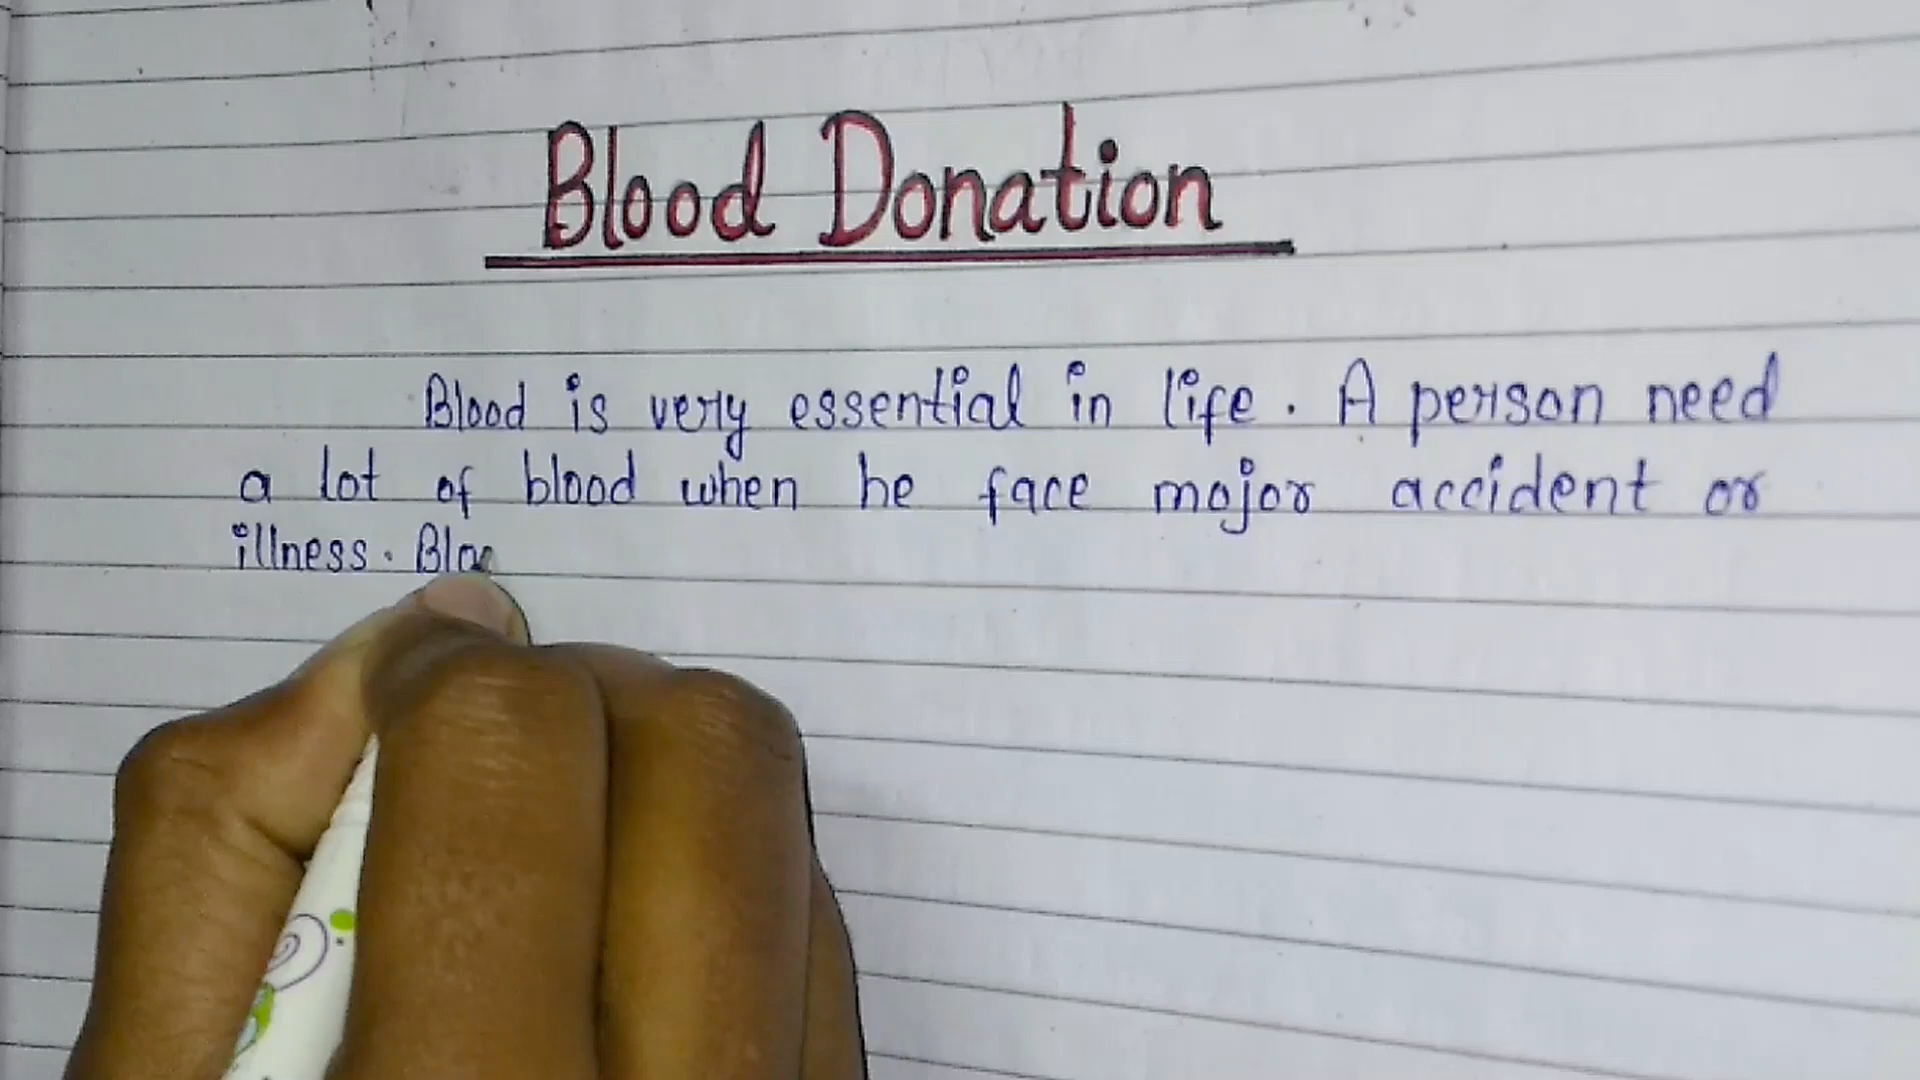 Blood Donation
Blood is very essential in life. A person need
a lot of blood when he face major accident or
illness. Bloo